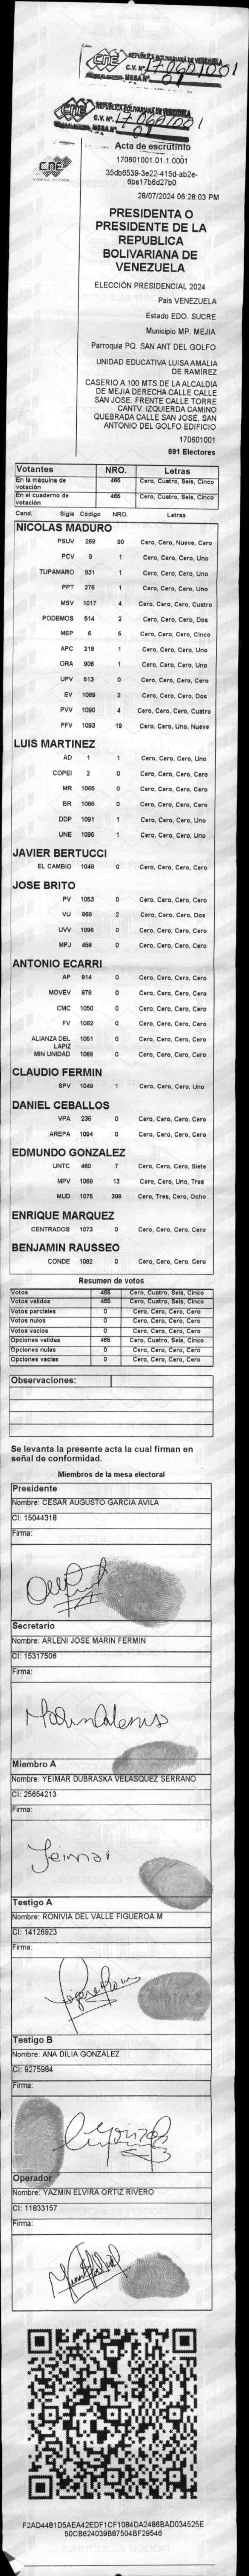 CNE REPÚBLICA BOLIVARIANA DE VENEZUELA
C.V. Nº. 170601001
MESA Nº 01
CNE REPÚBLICA BOLIVARIANA DE VENEZUELA
C.V. Nº. 170601001
MESA Nº 01
CNE
Acta de escrutinio
170601001.01.1.0001
35db6539-3e22-415d-ab2e-
6be17b6d27b0
28/07/2024 06:28:03 PM
PRESIDENTA O
PRESIDENTE DE LA
REPUBLICA
BOLIVARIANA DE
VENEZUELA
ELECCIÓN PRESIDENCIAL 2024
País VENEZUELA
Estado EDO. SUCRE
Municipio MP. MEJIA
Parroquia PQ. SAN ANT DEL GOLFO
UNIDAD EDUCATIVA LUISA AMALIA
DE RAMÍREZ
CASERIO A 100 MTS DE LA ALCALDIA
DE MEJIA DERECHA CALLE CALLE
SAN JOSE. FRENTE CALLE TORRE
CANTV. IZQUIERDA CAMINO
QUEBRADA CALLE SAN JOSE, SAN
ANTONIO DEL GOLFO EDIFICIO
170601001
691 Electores
Votantes NRO. Letras
En la máquina de votación 465 Cero, Cuatro, Seis, Cinco
En el cuaderno de votación 465 Cero, Cuatro, Seis, Cinco
Cand. Sigla Código NRO. Letras
NICOLAS MADURO
PSUV 269 90 Cero, Cero, Nueve, Cero
PCV 9 1 Cero, Cero, Cero, Uno
TUPAMARO 931 1 Cero, Cero, Cero, Uno
PPT 276 1 Cero, Cero, Cero, Uno
MSV 1017 4 Cero, Cero, Cero, Cuatro
PODEMOS 514 2 Cero, Cero, Cero, Dos
MEP 6 5 Cero, Cero, Cero, Cinco
APC 219 1 Cero, Cero, Cero, Uno
ORA 906 1 Cero, Cero, Cero, Uno
UPV 513 0 Cero, Cero, Cero, Cero
EV 1089 2 Cero, Cero, Cero, Dos
PVV 1090 4 Cero, Cero, Cero, Cuatro
PFV 1093 19 Cero, Cero, Uno, Nueve
LUIS MARTINEZ
AD 1 1 Cero, Cero, Cero, Uno
COPEI 2 0 Cero, Cero, Cero, Cero
MR 1065 0 Cero, Cero, Cero, Cero
BR 1066 0 Cero, Cero, Cero, Cero
DDP 1091 1 Cero, Cero, Cero, Uno
UNE 1095 1 Cero, Cero, Cero, Uno
JAVIER BERTUCCI
EL CAMBIO 1048 0 Cero, Cero, Cero, Cero
JOSE BRITO
PV 1053 0 Cero, Cero, Cero, Cero
VU 868 2 Cero, Cero, Cero, Dos
UVV 1096 0 Cero, Cero, Cero, Cero
MPJ 458 0 Cero, Cero, Cero, Cero
ANTONIO ECARRI
AP 814 0 Cero, Cero, Cero, Cero
MOVEV 878 0 Cero, Cero, Cero, Cero
CMC 1050 0 Cero, Cero, Cero, Cero
FV 1062 0 Cero, Cero, Cero, Cero
ALIANZA DEL LAPIZ 1051 0 Cero, Cero, Cero, Cero
MIN UNIDAD 1068 0 Cero, Cero, Cero, Cero
CLAUDIO FERMIN
SPV 1049 1 Cero, Cero, Cero, Uno
DANIEL CEBALLOS
VPA 236 0 Cero, Cero, Cero, Cero
AREPA 1094 0 Cero, Cero, Cero, Cero
EDMUNDO GONZALEZ
UNTC 460 7 Cero, Cero, Cero, Siete
MPV 1069 13 Cero, Cero, Uno, Tres
MUD 1075 308 Cero, Tres, Cero, Ocho
ENRIQUE MARQUEZ
CENTRADOS 1073 0 Cero, Cero, Cero, Cero
BENJAMIN RAUSSEO
CONDE 1092 0 Cero, Cero, Cero, Cero
Resumen de votos
Votos 465 Cero, Cuatro, Seis, Cinco
Votos validos 465 Cero, Cuatro, Seis, Cinco
Votos parciales 0 Cero, Cero, Cero, Cero
Votos nulos 0 Cero, Cero, Cero, Cero
Votos vacios 0 Cero, Cero, Cero, Cero
Opciones validas 465 Cero, Cuatro, Seis, Cinco
Opciones nulas 0 Cero, Cero, Cero, Cero
Opciones vacias 0 Cero, Cero, Cero, Cero
Observaciones:
Se levanta la presente acta la cual firman en
señal de conformidad.
Miembros de la mesa electoral
Presidente
Nombre: CESAR AUGUSTO GARCIA AVILA
CI: 15044318
Firma:
Secretario
Nombre: ARLENI JOSE MARIN FERMIN
CI: 15317506
Firma:
Miembro A
Nombre: YEIMAR DUBRASKA VELASQUEZ SERRANO
CI: 25654213
Firma:
Yeimar
Testigo A
Nombre: RONIVIA DEL VALLE FIGUEROA M
CI: 14126923
Firma:
Testigo B
Nombre: ANA DILIA GONZALEZ
CI: 9275984
Firma:
Operador
Nombre: YAZMIN ELVIRA ORTIZ RIVERO
CI: 11833157
Firma:
F2AD4481D5AEA42EDF1CF1084DA2486BAD034525E
50CB624039B87504BF29546